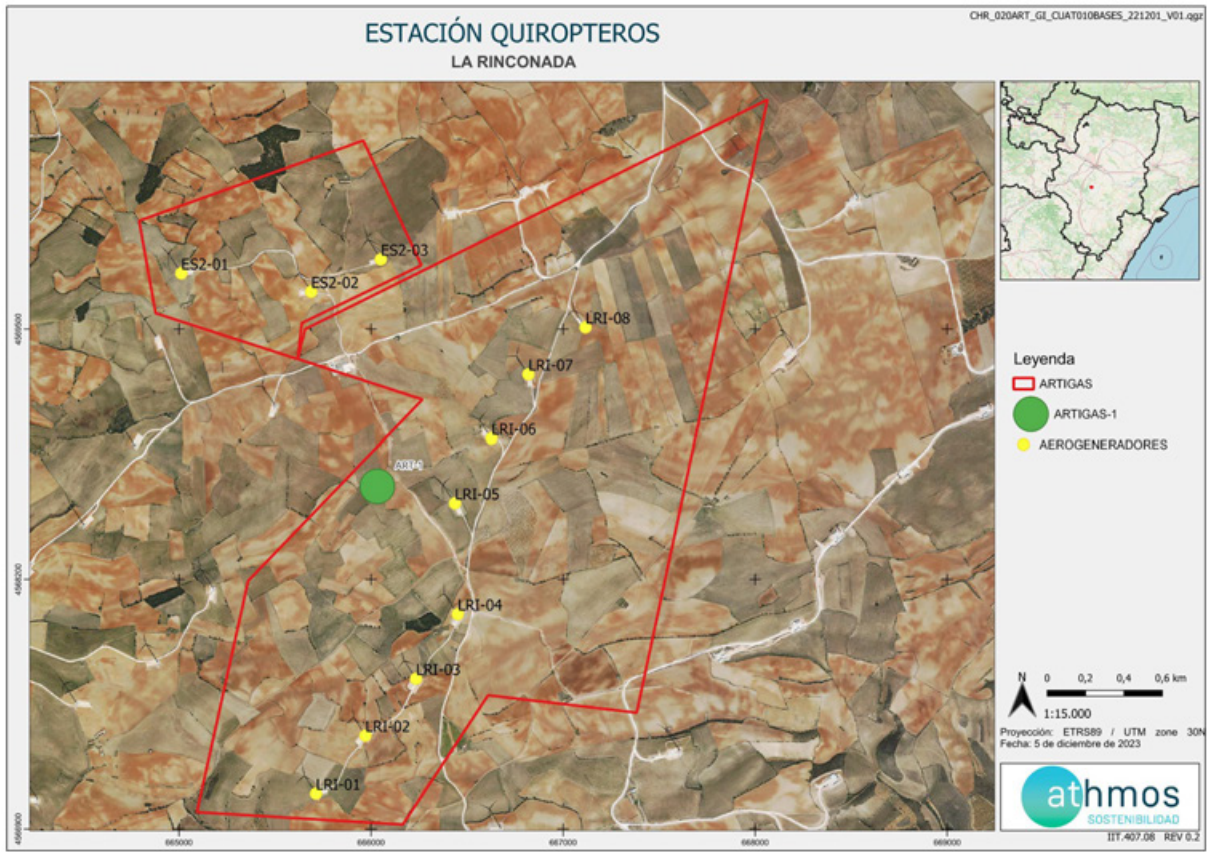 CHR_020ART_GI_CUAT010BASES_221201_V01.qgz
ESTACIÓN QUIROPTEROS
LA RINCONADA
ES2-01
ES2-02
ES2-03
LRI-08
LRI-07
LRI-06
ART-1
LRI-05
LRI-04
LRI-03
LRI-02
LRI-01
4569500
4568200
4566900
665000
666000
667000
668000
669000
Leyenda
ARTIGAS
ARTIGAS-1
AEROGENERADORES
N
0 0,2 0,4 0,6 km
1:15.000
Proyección: ETRS89 / UTM zone 30N
Fecha: 5 de diciembre de 2023
athmos
SOSTENIBILIDAD
IIT.407.08 REV 0.2